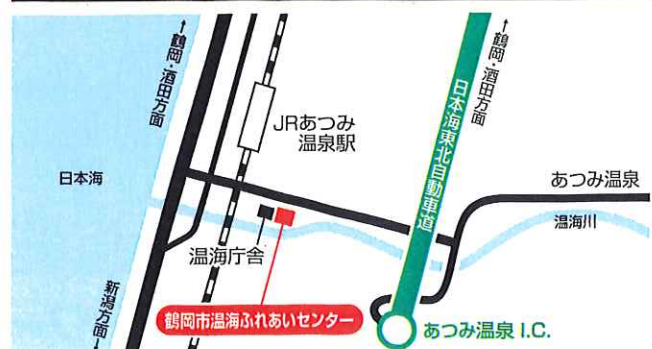 ↑鶴岡・酒田方面
↑鶴岡・酒田方面
JRあつみ
温泉駅
日本海東北自動車道
日本海
あつみ温泉
温海川
温海庁舎
新潟方面↓
鶴岡市温海ふれあいセンター
あつみ温泉 I.C.